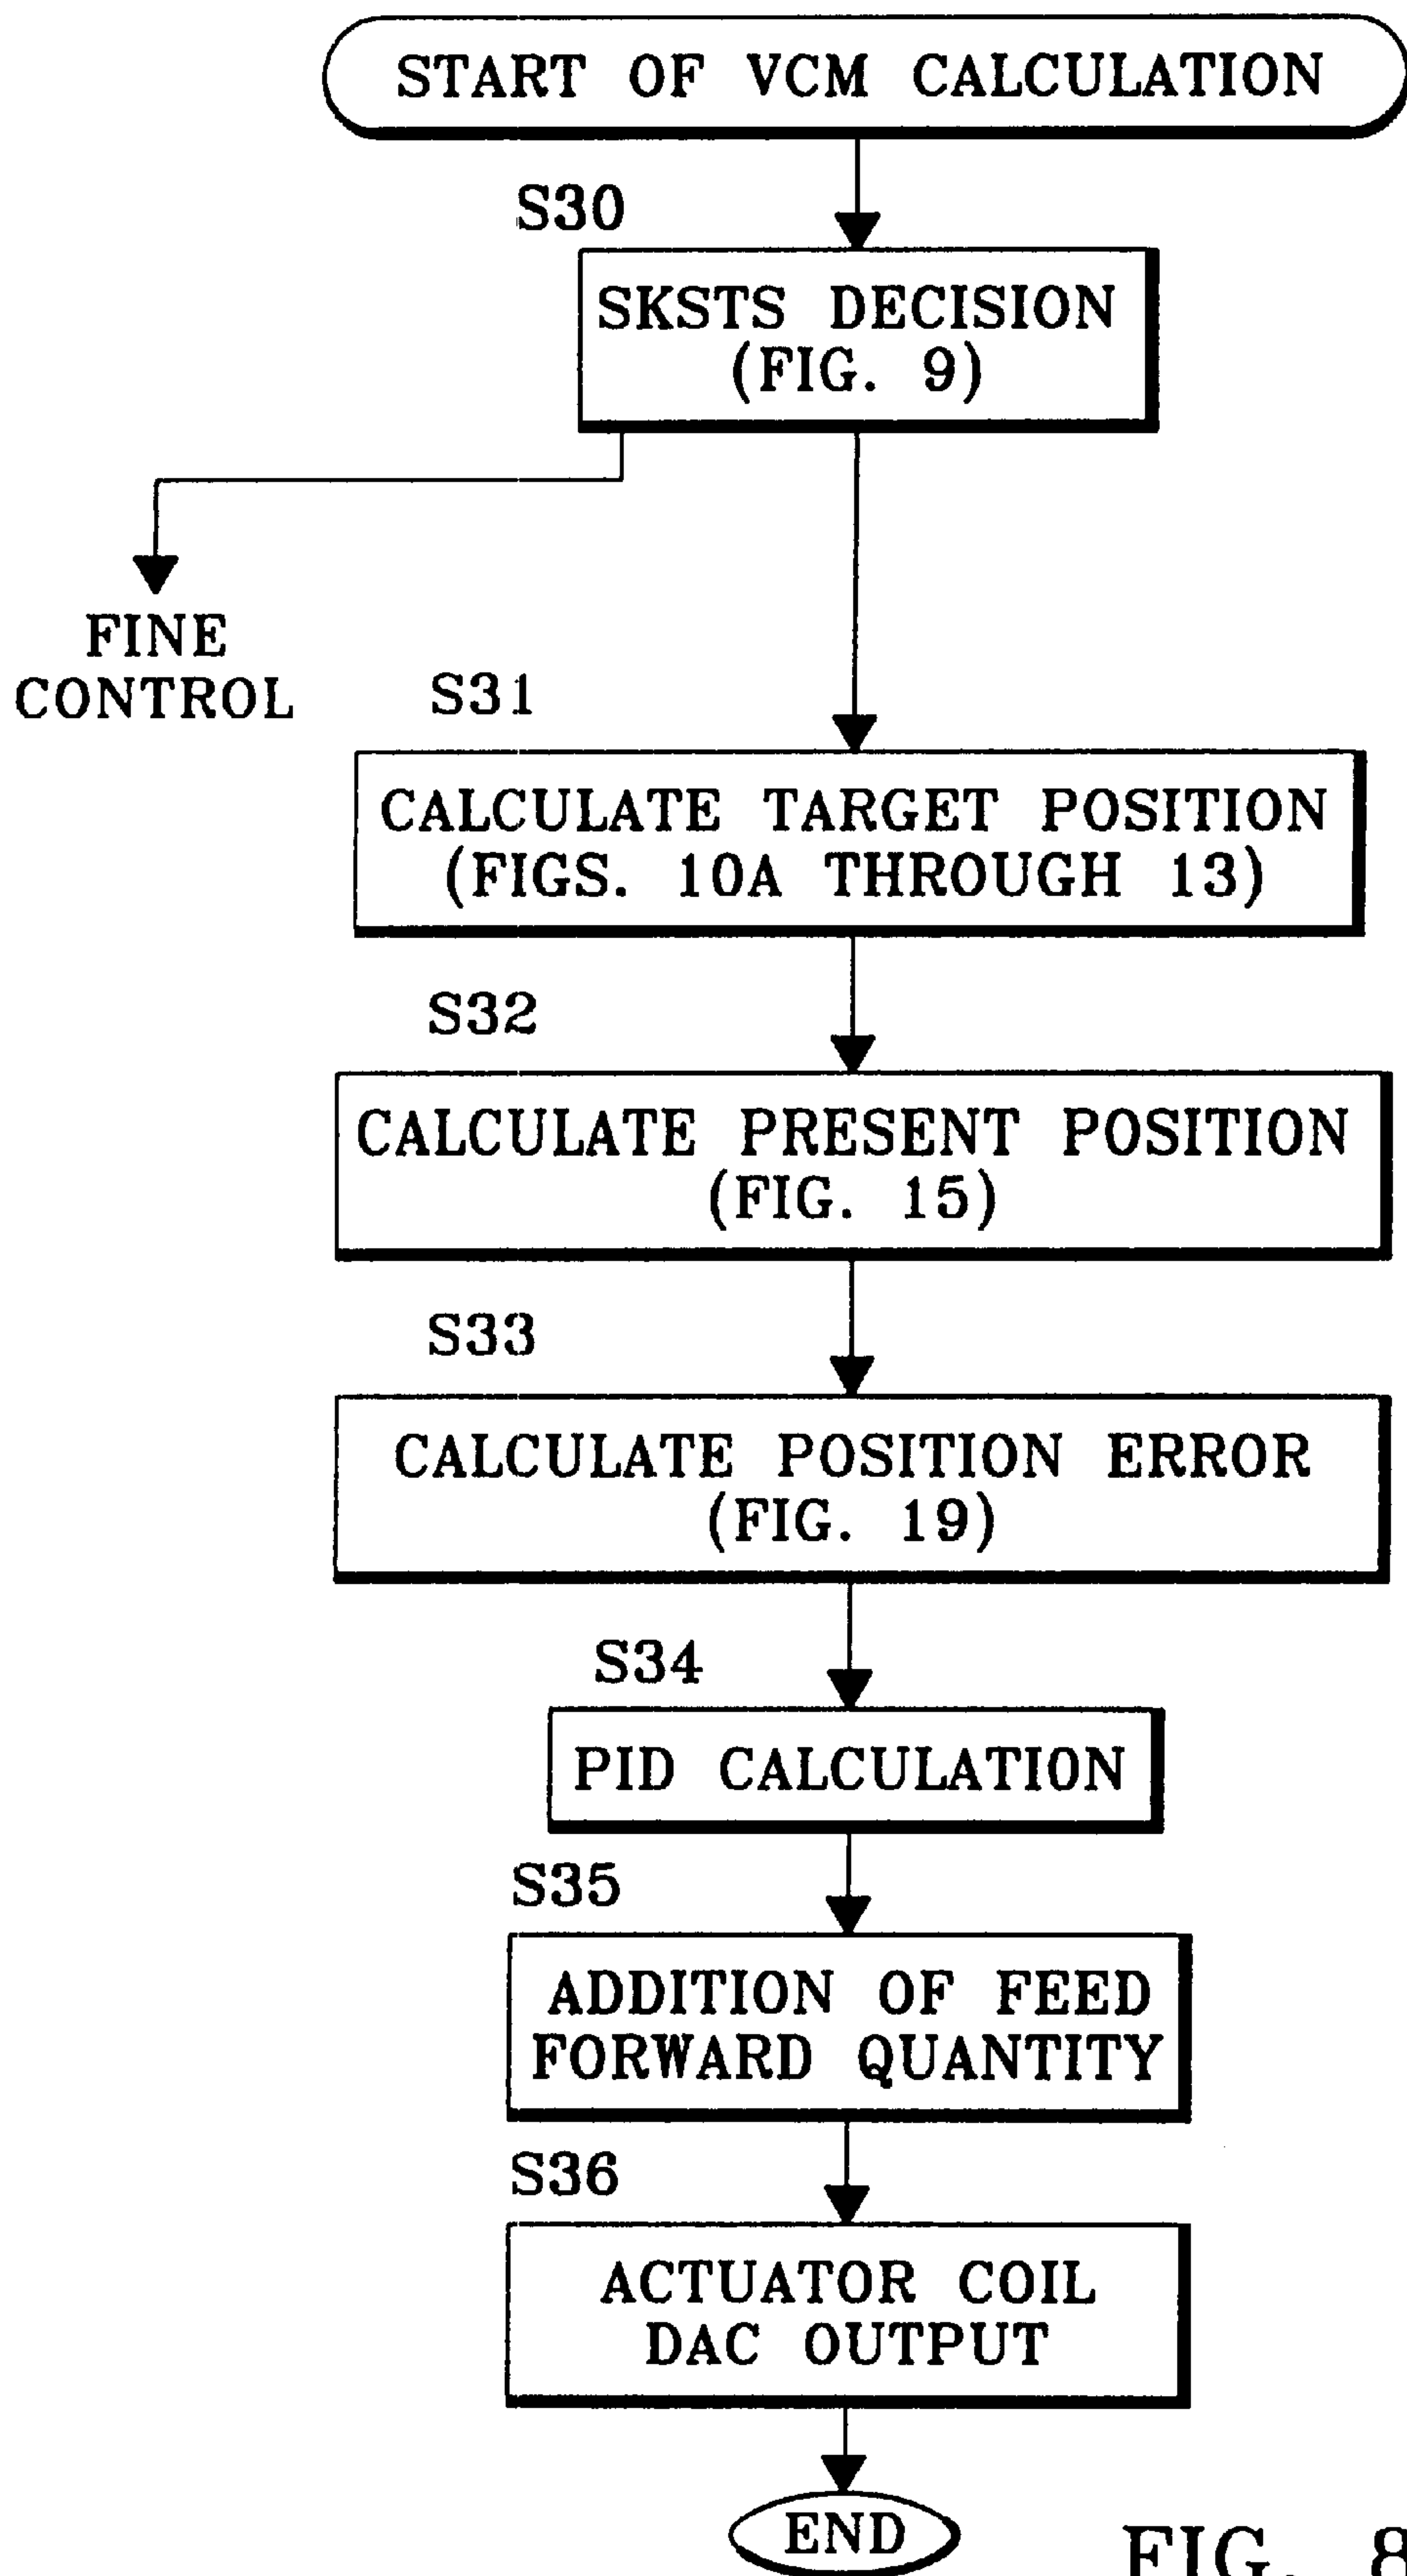 START OF VCM CALCULATION
S30
SKSTS DECISION
(FIG. 9)
FINE
CONTROL
S31
CALCULATE TARGET POSITION
(FIGS. 10A THROUGH 13)
S32
CALCULATE PRESENT POSITION
(FIG. 15)
S33
CALCULATE POSITION ERROR
(FIG. 19)
S34
PID CALCULATION
S35
ADDITION OF FEED
FORWARD QUANTITY
S36
ACTUATOR COIL
DAC OUTPUT
END
FIG. 8